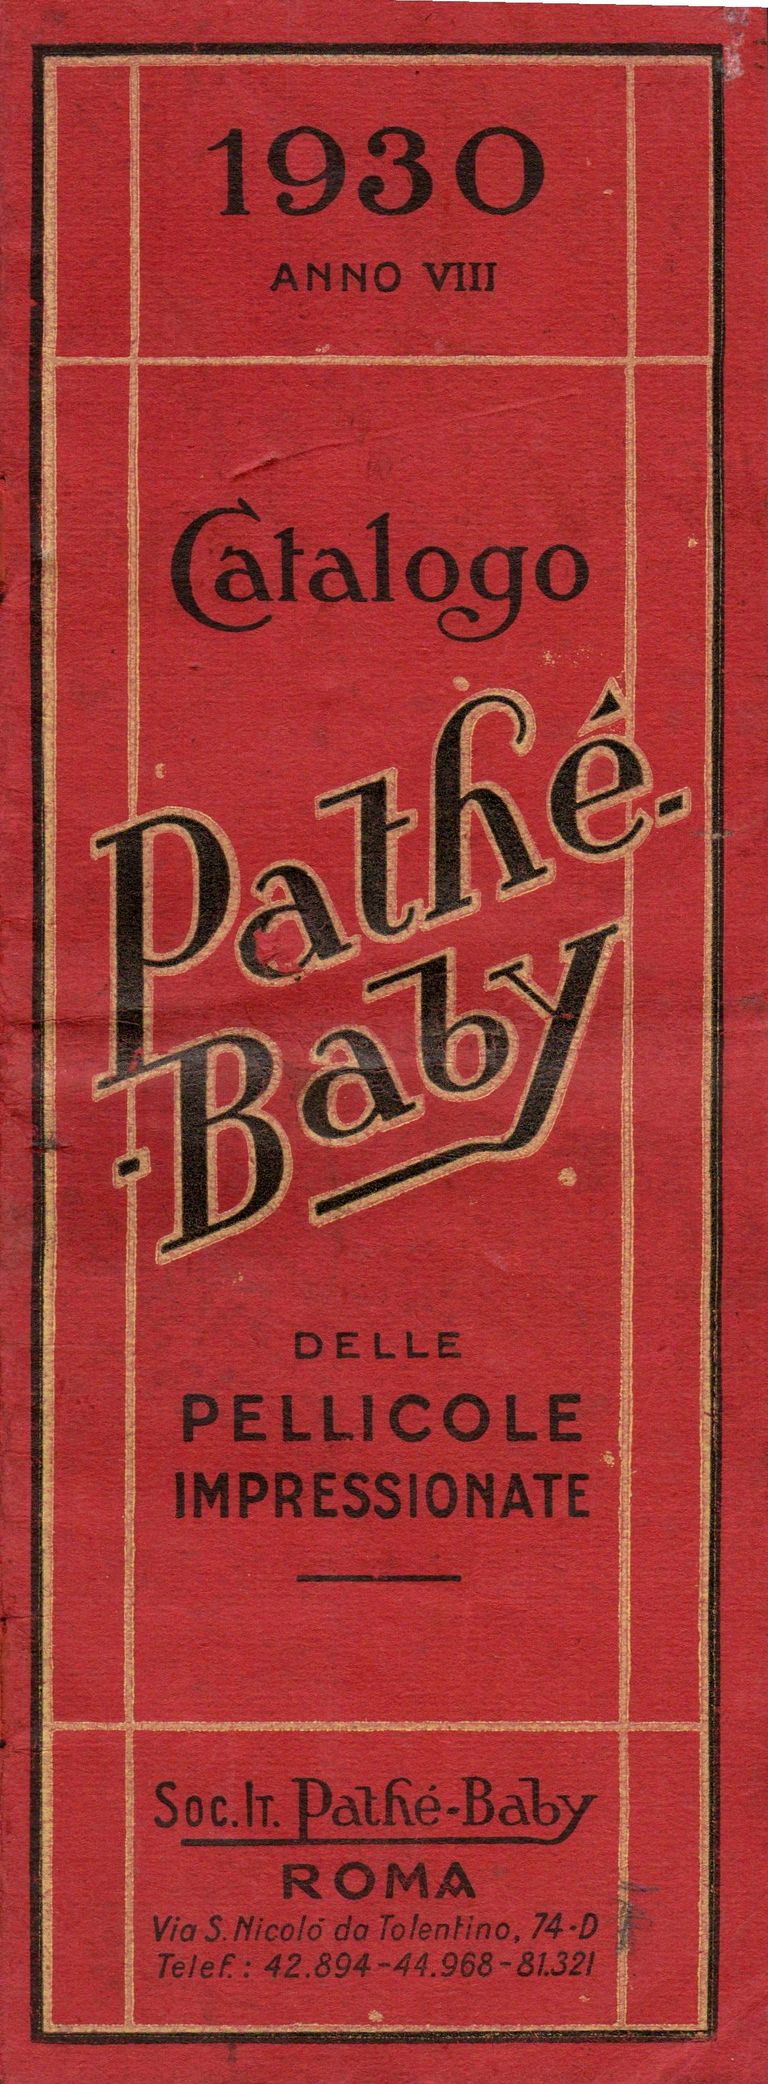 1930
ANNO VIII
Catalogo
Pathé-
-Baby
DELLE
PELLICOLE
IMPRESSIONATE
Soc. It. Pathé-Baby
ROMA
Via S. Nicolò da Tolentino, 74-D
Telef.: 42.894-44.968-81.321